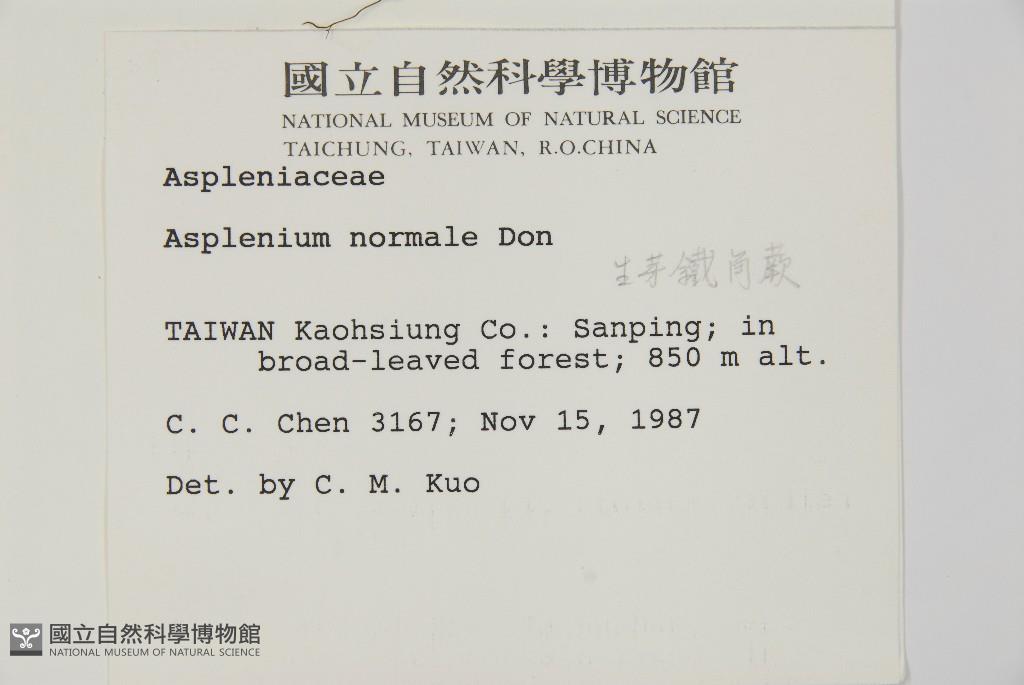 國立自然科學博物館
NATIONAL MUSEUM OF NATURAL SCIENCE
TAICHUNG, TAIWAN, R.O.CHINA
Aspleniaceae
Asplenium normale Don
生芽鐵角蕨
TAIWAN Kaohsiung Co.: Sanping; in
broad-leaved forest; 850 m alt.
C. C. Chen 3167; Nov 15, 1987
Det. by C. M. Kuo
國立自然科學博物館
NATIONAL MUSEUM OF NATURAL SCIENCE